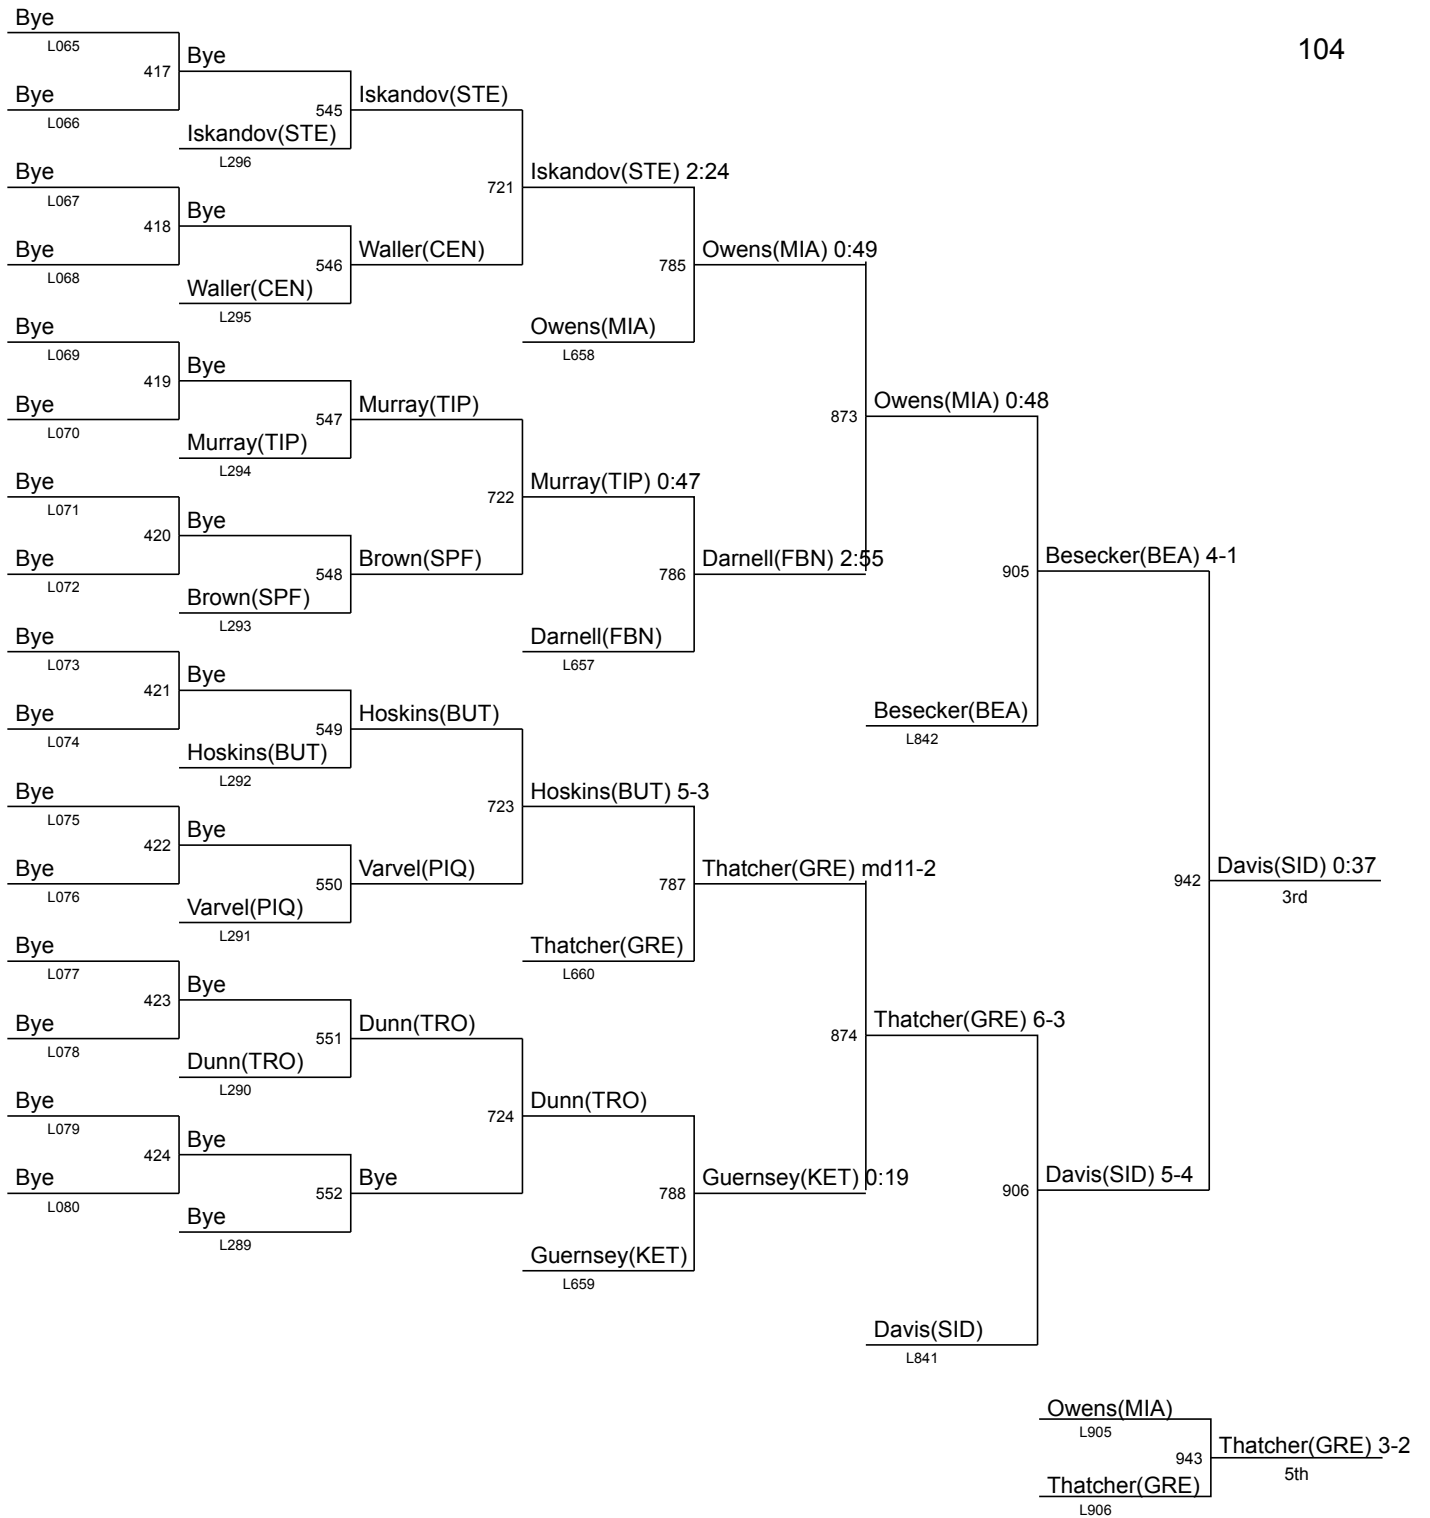 Bye
L065
104
417
Bye
Bye
L066
545
Iskandov(STE)
Iskandov(STE)
L296
Bye
L067
721
Iskandov(STE) 2:24
418
Bye
Bye
L068
546
Waller(CEN)
Waller(CEN)
L295
785
Owens(MIA) 0:49
Bye
L069
Owens(MIA)
L658
419
Bye
Bye
L070
547
Murray(TIP)
Murray(TIP)
L294
873
Owens(MIA) 0:48
Bye
L071
722
Murray(TIP) 0:47
420
Bye
Bye
L072
548
Brown(SPF)
Brown(SPF)
L293
786
Darnell(FBN) 2:55
905
Besecker(BEA) 4-1
Bye
L073
Darnell(FBN)
L657
421
Bye
Bye
L074
549
Hoskins(BUT)
Hoskins(BUT)
L292
Besecker(BEA)
L842
Bye
L075
723
Hoskins(BUT) 5-3
422
Bye
Bye
L076
550
Varvel(PIQ)
Varvel(PIQ)
L291
787
Thatcher(GRE) md11-2
942
Davis(SID) 0:37
3rd
Bye
L077
Thatcher(GRE)
L660
423
Bye
Bye
L078
551
Dunn(TRO)
Dunn(TRO)
L290
874
Thatcher(GRE) 6-3
Bye
L079
724
Dunn(TRO)
424
Bye
Bye
L080
552
Bye
Bye
L289
788
Guernsey(KET) 0:19
906
Davis(SID) 5-4
Guernsey(KET)
L659
Davis(SID)
L841
Owens(MIA)
L905
943
Thatcher(GRE) 3-2
5th
Thatcher(GRE)
L906